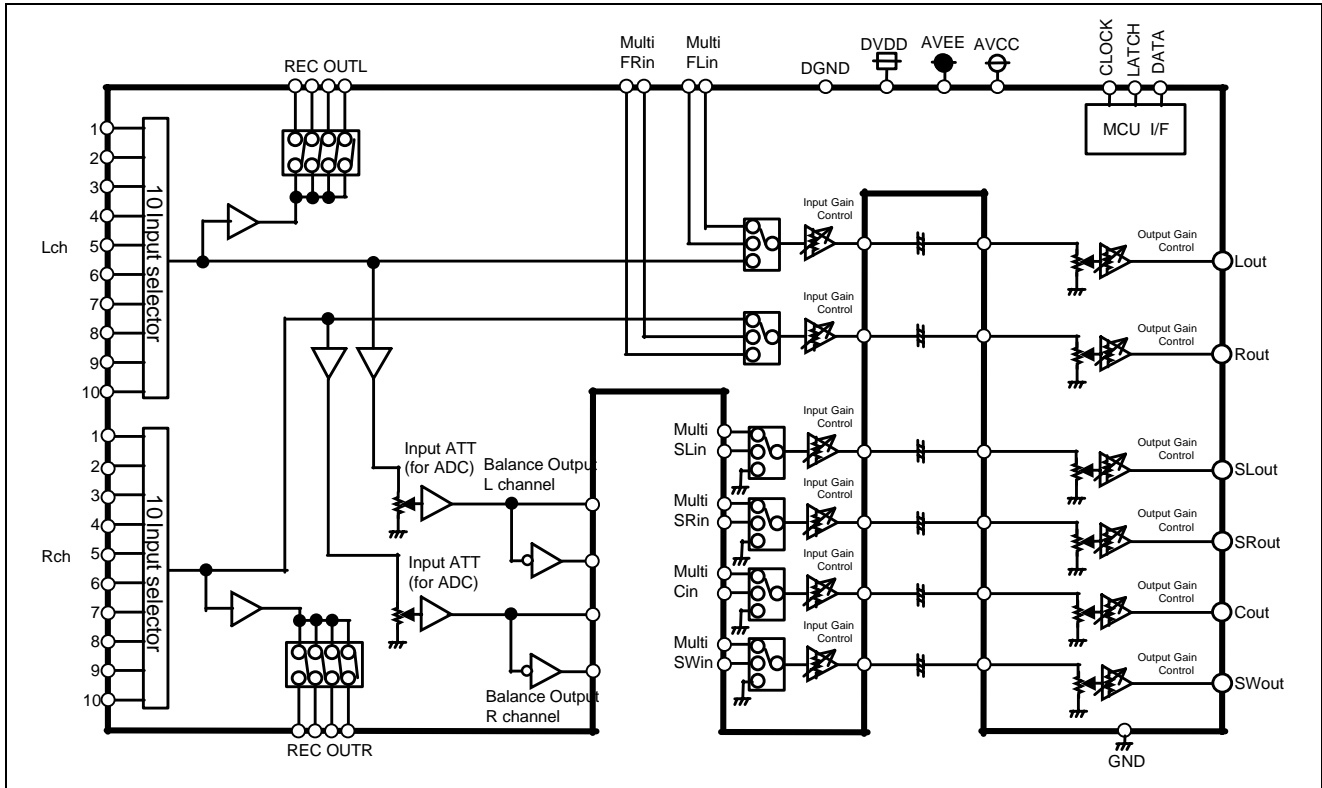 Multi FRin
Multi FLin
REC OUTL
DGND
DVDD
AVEE
AVCC
CLOCK
LATCH
DATA
MCU I/F
Lch
1
2
3
4
5
6
7
8
9
10
10 Input selector
Input Gain Control
Output Gain Control
Lout
Input Gain Control
Output Gain Control
Rout
Rch
1
2
3
4
5
6
7
8
9
10
10 Input selector
Input ATT
(for ADC)
Balance Output
L channel
Input ATT
(for ADC)
Balance Output
R channel
REC OUTR
Multi
SLin
Input Gain Control
Output Gain Control
SLout
Multi
SRin
Input Gain Control
Output Gain Control
SRout
Multi
Cin
Input Gain Control
Output Gain Control
Cout
Multi
SWin
Input Gain Control
Output Gain Control
SWout
GND